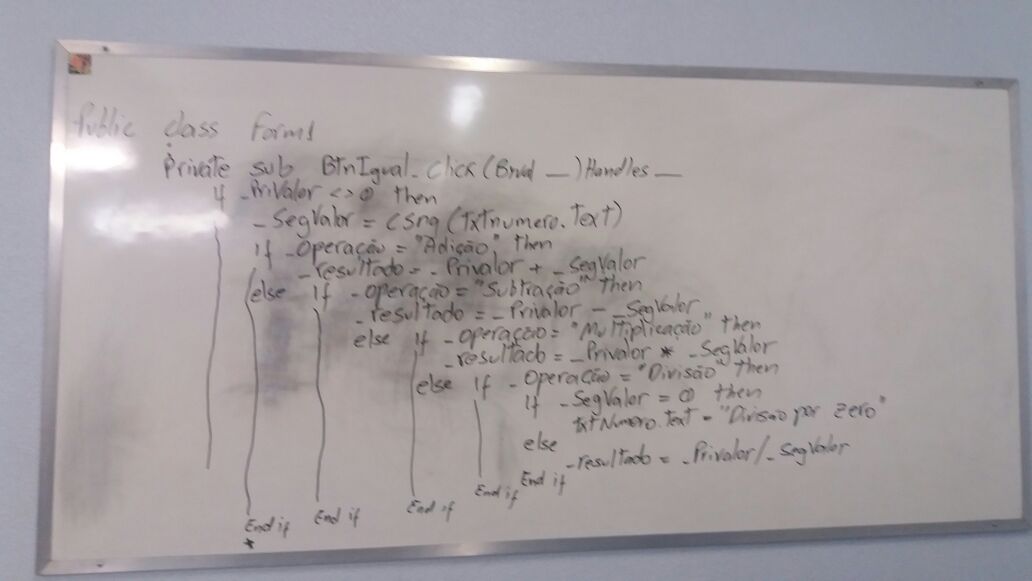 Public class Form1
Private sub BtnIgual_Click (Byval __) Handles __
if _PriValor <> 0 then
_SegValor = CSng (txtnumero.Text)
if _Operação = "Adição" then
_resultado = _Privalor + _SegValor
else if _operação = "Subtração" then
_resultado = _Privalor - _SegValor
else if _operação = "Multiplicação" then
_resultado = _Privalor * _SegValor
else if _Operação = "Divisão" then
if _SegValor = 0 then
txtNumero.Text = "Divisão por zero"
else
_resultado = _Privalor / _SegValor
End if
End if
End if
End if
End if
*